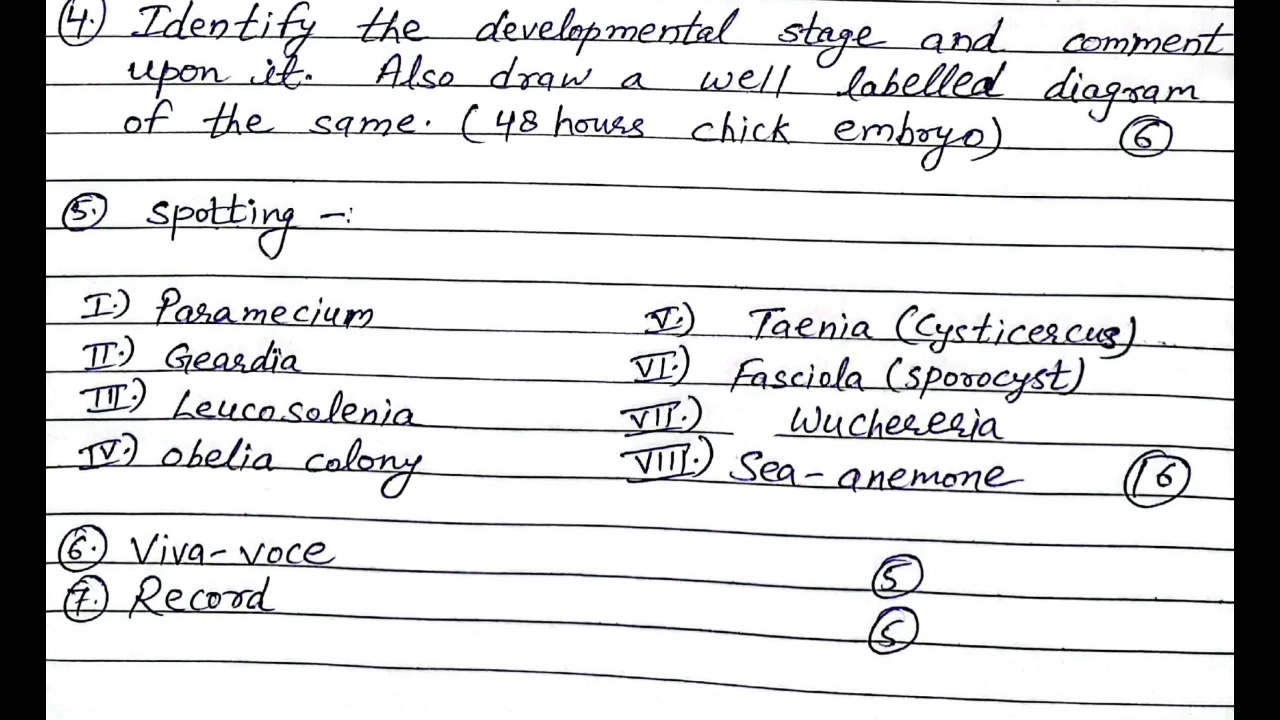 4. Identify the developmental stage and comment
upon it. Also draw a well labelled diagram
of the same. (48 hours chick embryo) 6
5. Spotting -:
I.) Paramecium
II.) Geardia
III.) Leucosolenia
IV.) Obelia colony
V.) Taenia (Cysticercus)
VI.) Fasciola (sporocyst)
VII.) Wuchereria
VIII.) Sea-anemone 16
6. Viva-voce 5
7. Record 5